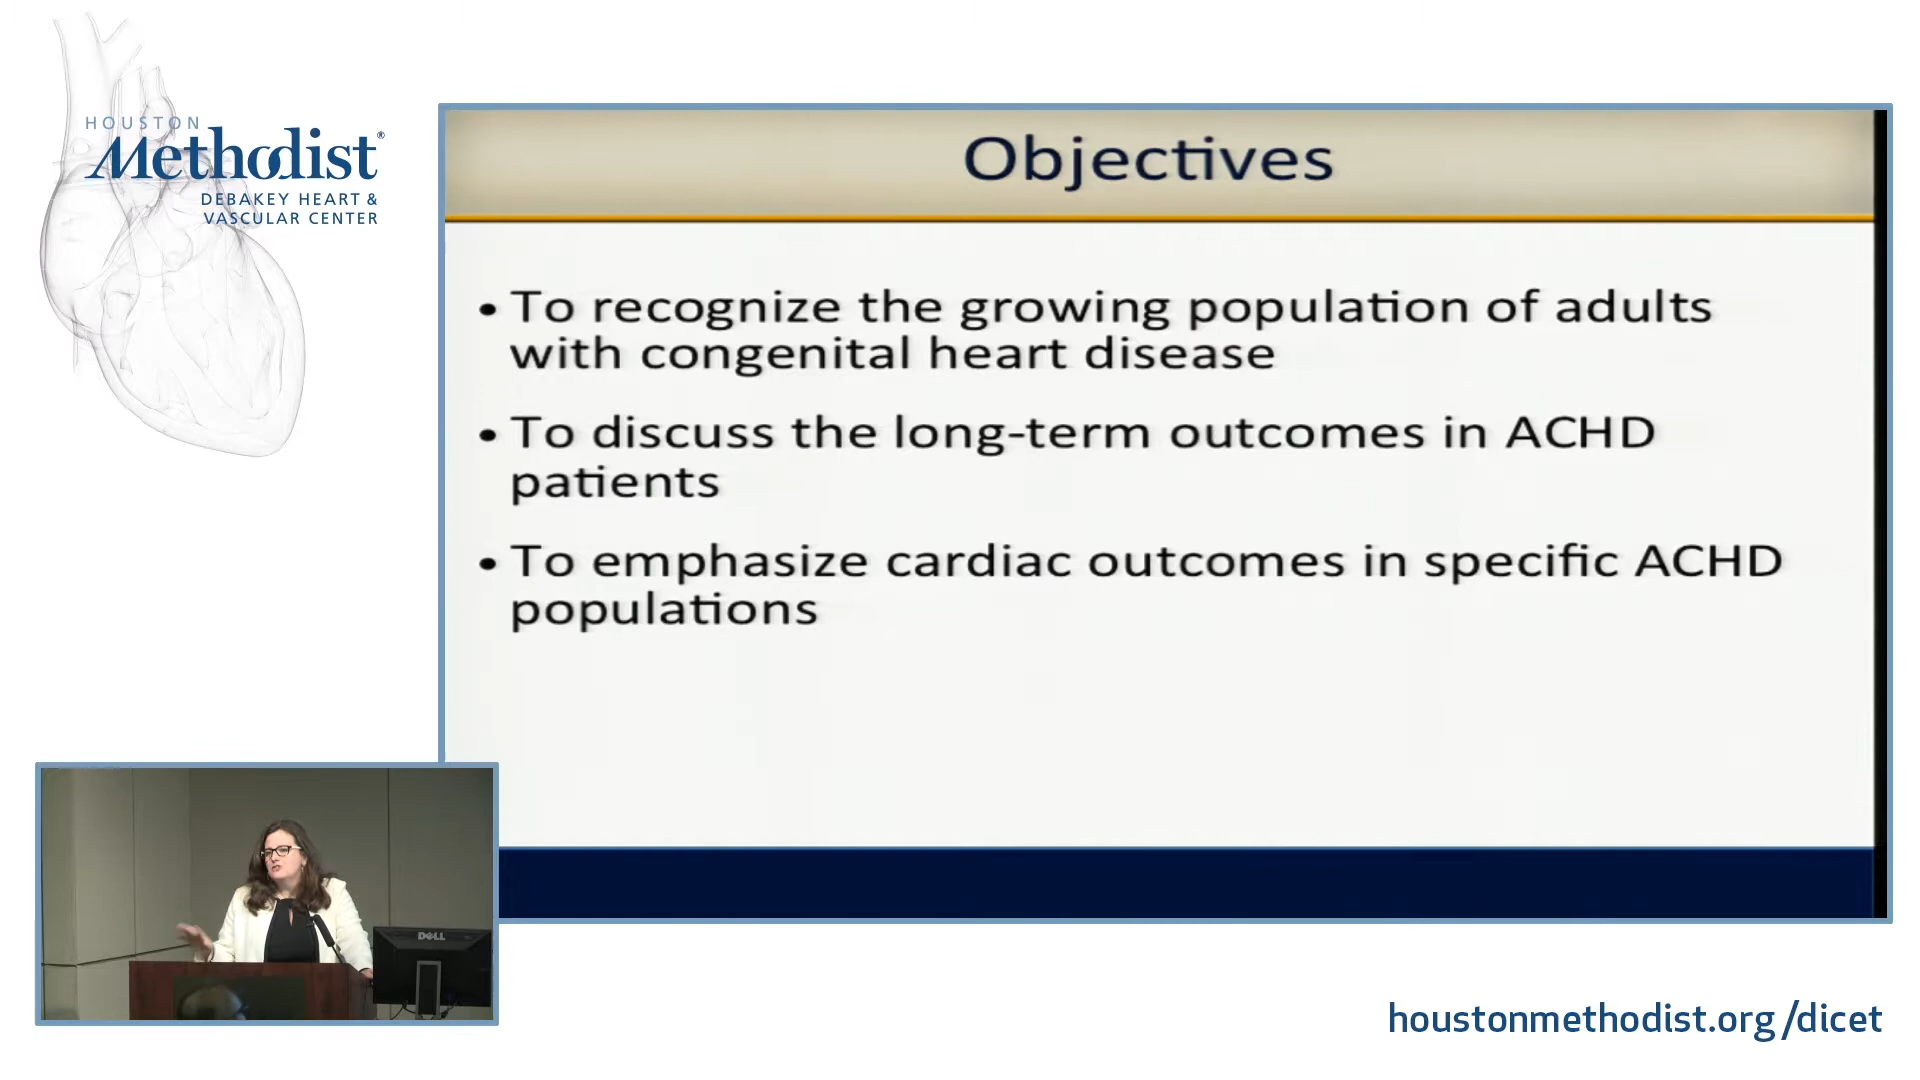 HOUSTON
Methodist®
DEBAKEY HEART &
VASCULAR CENTER
Objectives
• To recognize the growing population of adults
with congenital heart disease
• To discuss the long-term outcomes in ACHD
patients
• To emphasize cardiac outcomes in specific ACHD
populations
DELL
houstonmethodist.org/dicet